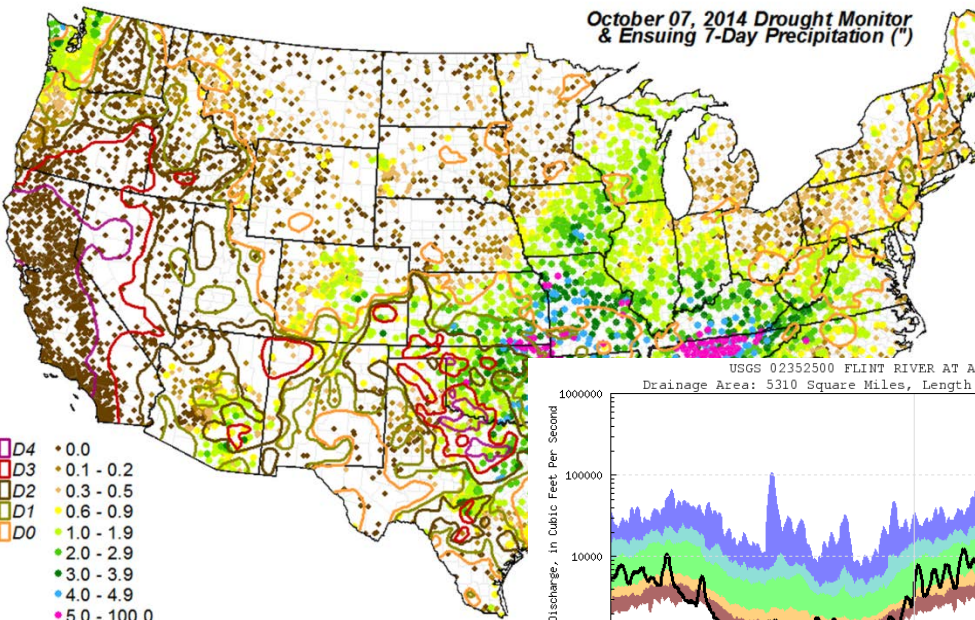 October 07, 2014 Drought Monitor
& Ensuing 7-Day Precipitation (")
D4
D3
D2
D1
D0
0.0
0.1 - 0.2
0.3 - 0.5
0.6 - 0.9
1.0 - 1.9
2.0 - 2.9
3.0 - 3.9
4.0 - 4.9
5.0 - 100.0
USGS 02352500 FLINT RIVER AT A
Drainage Area: 5310 Square Miles, Length
Discharge, in Cubic Feet Per Second
1000000
100000
10000